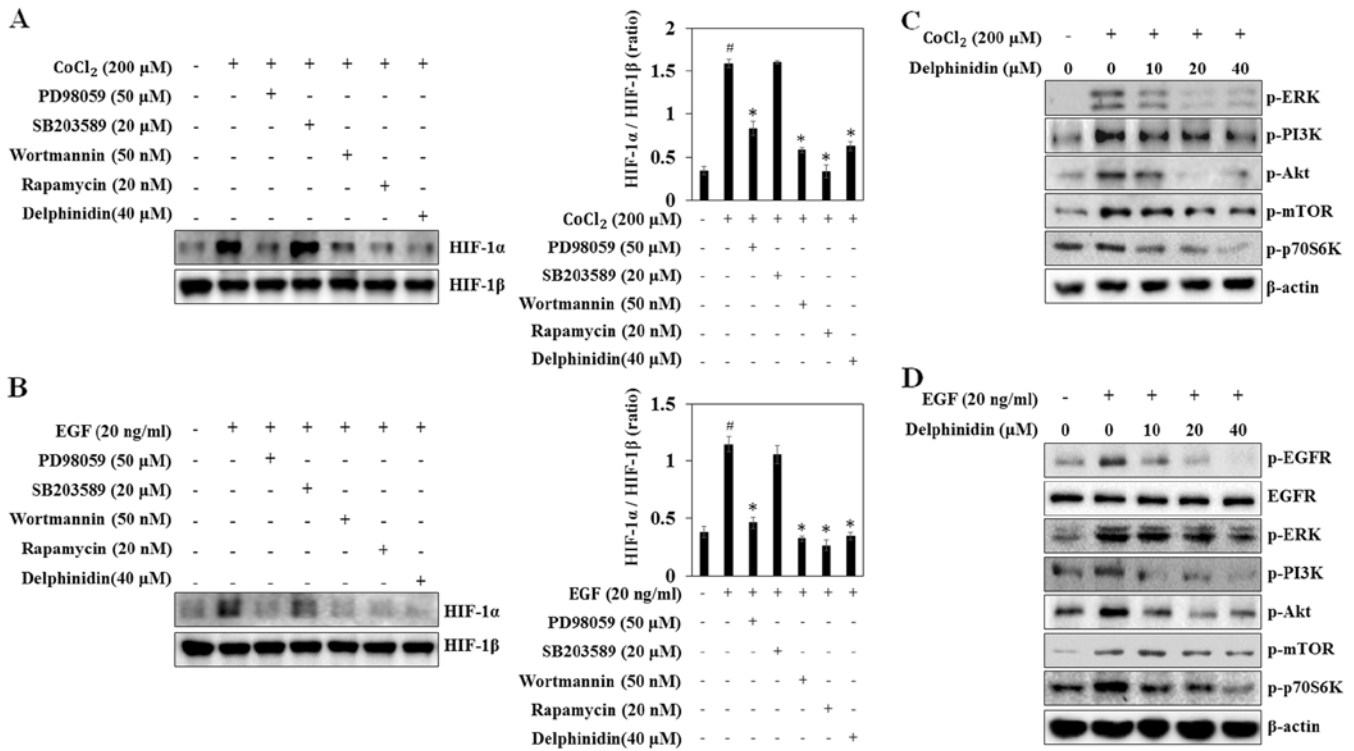 A
CoCl2 (200 μM) - + + + + + +
PD98059 (50 μM) - - + - - - -
SB203589 (20 μM) - - - + - - -
Wortmannin (50 nM) - - - - + - -
Rapamycin (20 nM) - - - - - + -
Delphinidin(40 μM) - - - - - - +
HIF-1α
HIF-1β
HIF-1α / HIF-1β (ratio)
2
1.5
1
0.5
0
# * * * *
CoCl2 (200 μM) - + + + + + +
PD98059 (50 μM) - - + - - - -
SB203589 (20 μM) - - - + - - -
Wortmannin (50 nM) - - - - + - -
Rapamycin (20 nM) - - - - - + -
Delphinidin(40 μM) - - - - - - +
B
EGF (20 ng/ml) - + + + + + +
PD98059 (50 μM) - - + - - - -
SB203589 (20 μM) - - - + - - -
Wortmannin (50 nM) - - - - + - -
Rapamycin (20 nM) - - - - - + -
Delphinidin(40 μM) - - - - - - +
HIF-1α
HIF-1β
HIF-1α / HIF-1β (ratio)
1.5
1
0.5
0
# * * * *
EGF (20 ng/ml) - + + + + + +
PD98059 (50 μM) - - + - - - -
SB203589 (20 μM) - - - + - - -
Wortmannin (50 nM) - - - - + - -
Rapamycin (20 nM) - - - - - + -
Delphinidin(40 μM) - - - - - - +
C
CoCl2 (200 μM) - + + + +
Delphinidin (μM) 0 0 10 20 40
p-ERK
p-PI3K
p-Akt
p-mTOR
p-p70S6K
β-actin
D
EGF (20 ng/ml) - + + + +
Delphinidin (μM) 0 0 10 20 40
p-EGFR
EGFR
p-ERK
p-PI3K
p-Akt
p-mTOR
p-p70S6K
β-actin